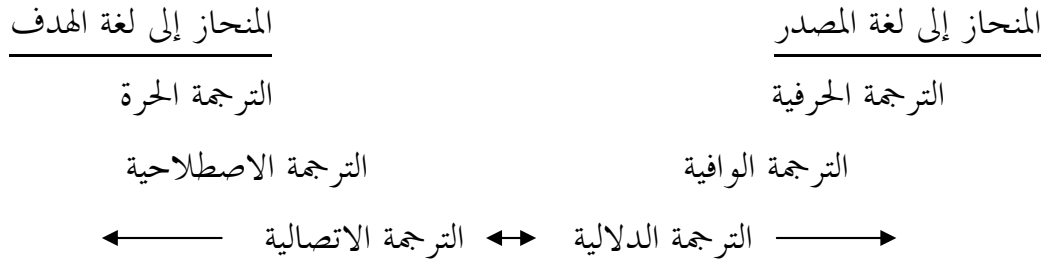 المنحاز إلى لغة المصدر المنحاز إلى لغة الهدف
الترجمة الحرفية الترجمة الحرة
الترجمة الوافية الترجمة الاصطلاحية
الترجمة الدلالية الترجمة الاتصالية